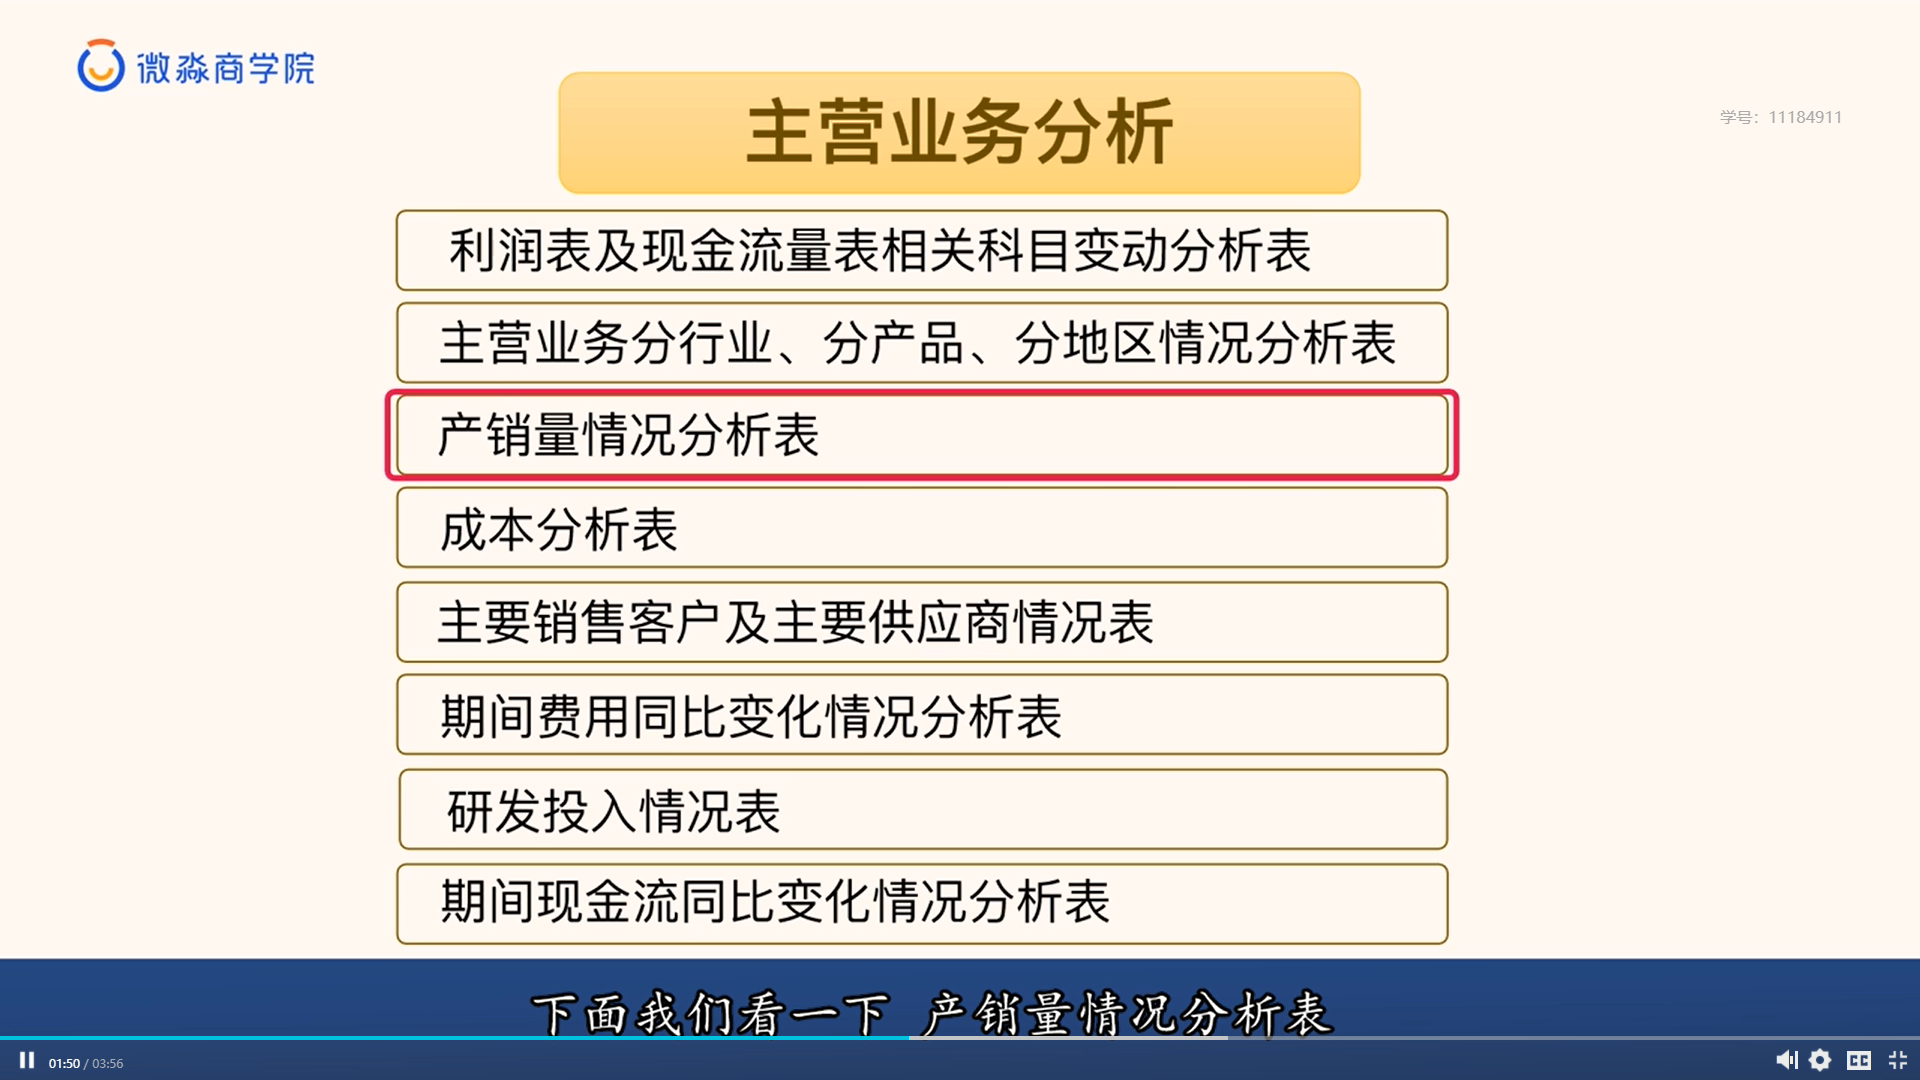 微淼商学院
主营业务分析
学号：11184911
利润表及现金流量表相关科目变动分析表
主营业务分行业、分产品、分地区情况分析表
产销量情况分析表
成本分析表
主要销售客户及主要供应商情况表
期间费用同比变化情况分析表
研发投入情况表
期间现金流同比变化情况分析表
下面我们看一下 产销量情况分析表
01:50 / 03:56
CC